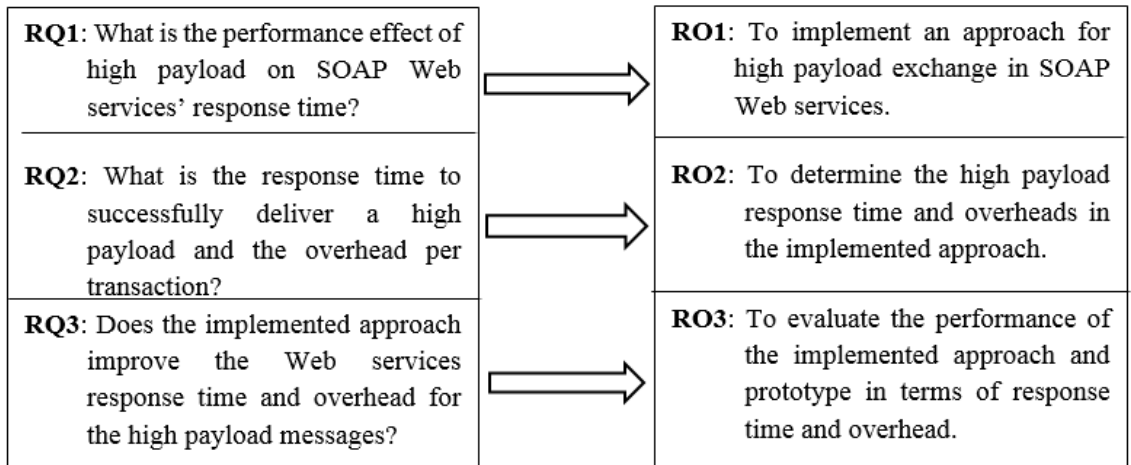 RQ1: What is the performance effect of
high payload on SOAP Web
services' response time?
RO1: To implement an approach for
high payload exchange in SOAP
Web services.
RQ2: What is the response time to
successfully deliver a high
payload and the overhead per
transaction?
RO2: To determine the high payload
response time and overheads in
the implemented approach.
RQ3: Does the implemented approach
improve the Web services
response time and overhead for
the high payload messages?
RO3: To evaluate the performance of
the implemented approach and
prototype in terms of response
time and overhead.